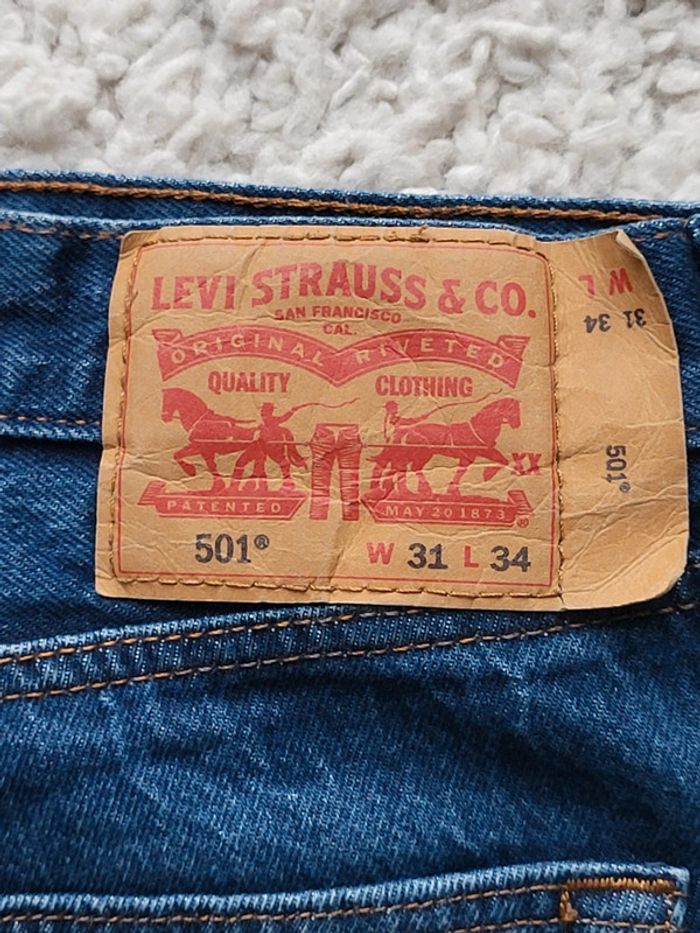 LEVI STRAUSS & CO.
SAN FRANCISCO
CAL.
ORIGINAL RIVETED
QUALITY CLOTHING
XX
PATENTED MAY 20 1873 ®
501® W 31 L 34
W L
31 34
501®